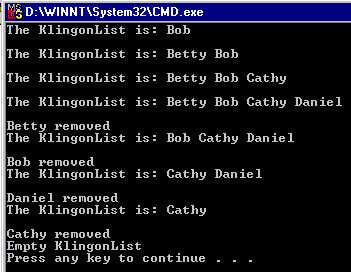 D:\WINNT\System32\CMD.exe
The KlingonList is: Bob
The KlingonList is: Betty Bob
The KlingonList is: Betty Bob Cathy
The KlingonList is: Betty Bob Cathy Daniel
Betty removed
The KlingonList is: Bob Cathy Daniel
Bob removed
The KlingonList is: Cathy Daniel
Daniel removed
The KlingonList is: Cathy
Cathy removed
Empty KlingonList
Press any key to continue . . .